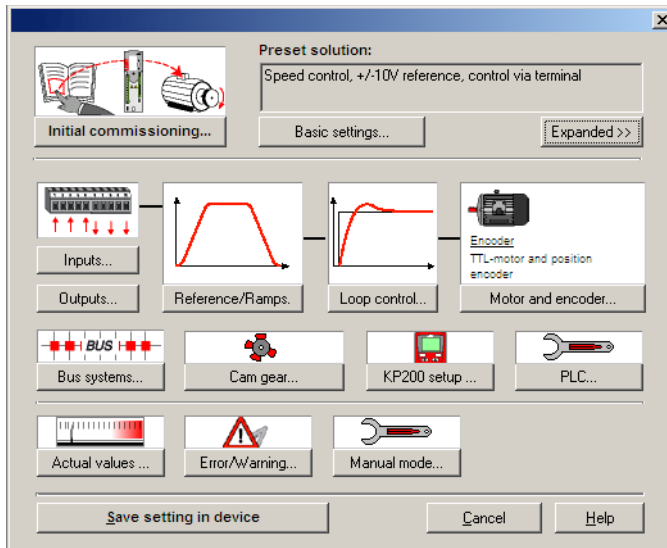 Preset solution:
Speed control, +/-10V reference, control via terminal
Initial commissioning...
Basic settings...
Expanded >>
Encoder
TTL-motor and position
encoder
Inputs...
Outputs...
Reference/Ramps.
Loop control...
Motor and encoder...
BUS
Bus systems...
Cam gear...
KP200 setup ...
PLC...
Actual values ...
Error/Warning...
Manual mode...
Save setting in device
Cancel
Help